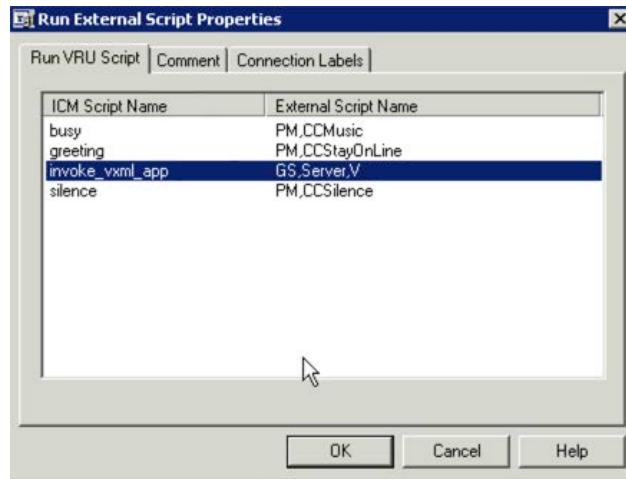 Run External Script Properties
Run VRU Script Comment Connection Labels
ICM Script Name External Script Name
busy PM,CCMusic
greeting PM,CCStayOnLine
invoke_vxml_app GS,Server,V
silence PM,CCSilence
OK Cancel Help